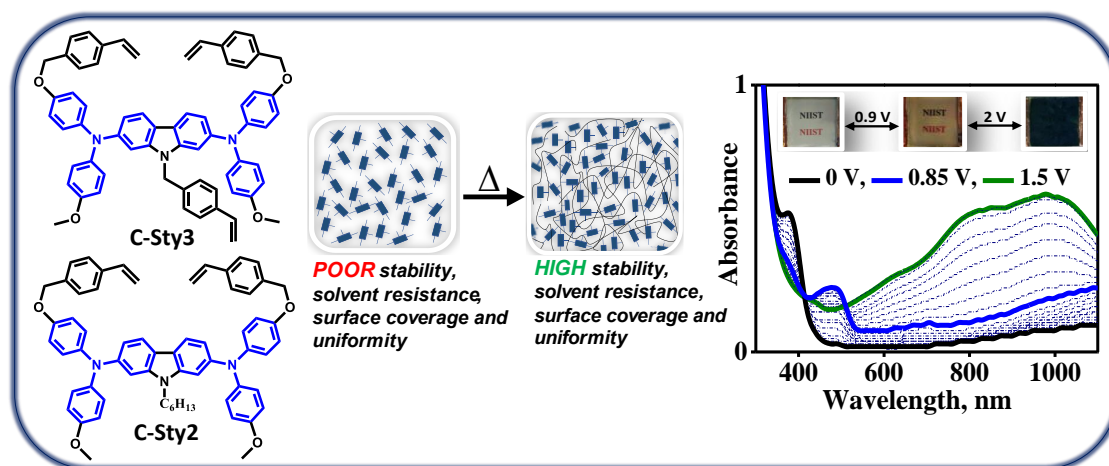 O O
N N
N
O O
C-Sty3
O O
N N
N
C₆H₁₃
O O
C-Sty2
Δ
POOR stability,
solvent resistance,
surface coverage and
uniformity
HIGH stability,
solvent resistance,
surface coverage and
uniformity
1
0
Absorbance
NIIST
NIIST
0.9 V
NIIST
NIIST
2 V
0 V, 0.85 V, 1.5 V
400 600 800 1000
Wavelength, nm